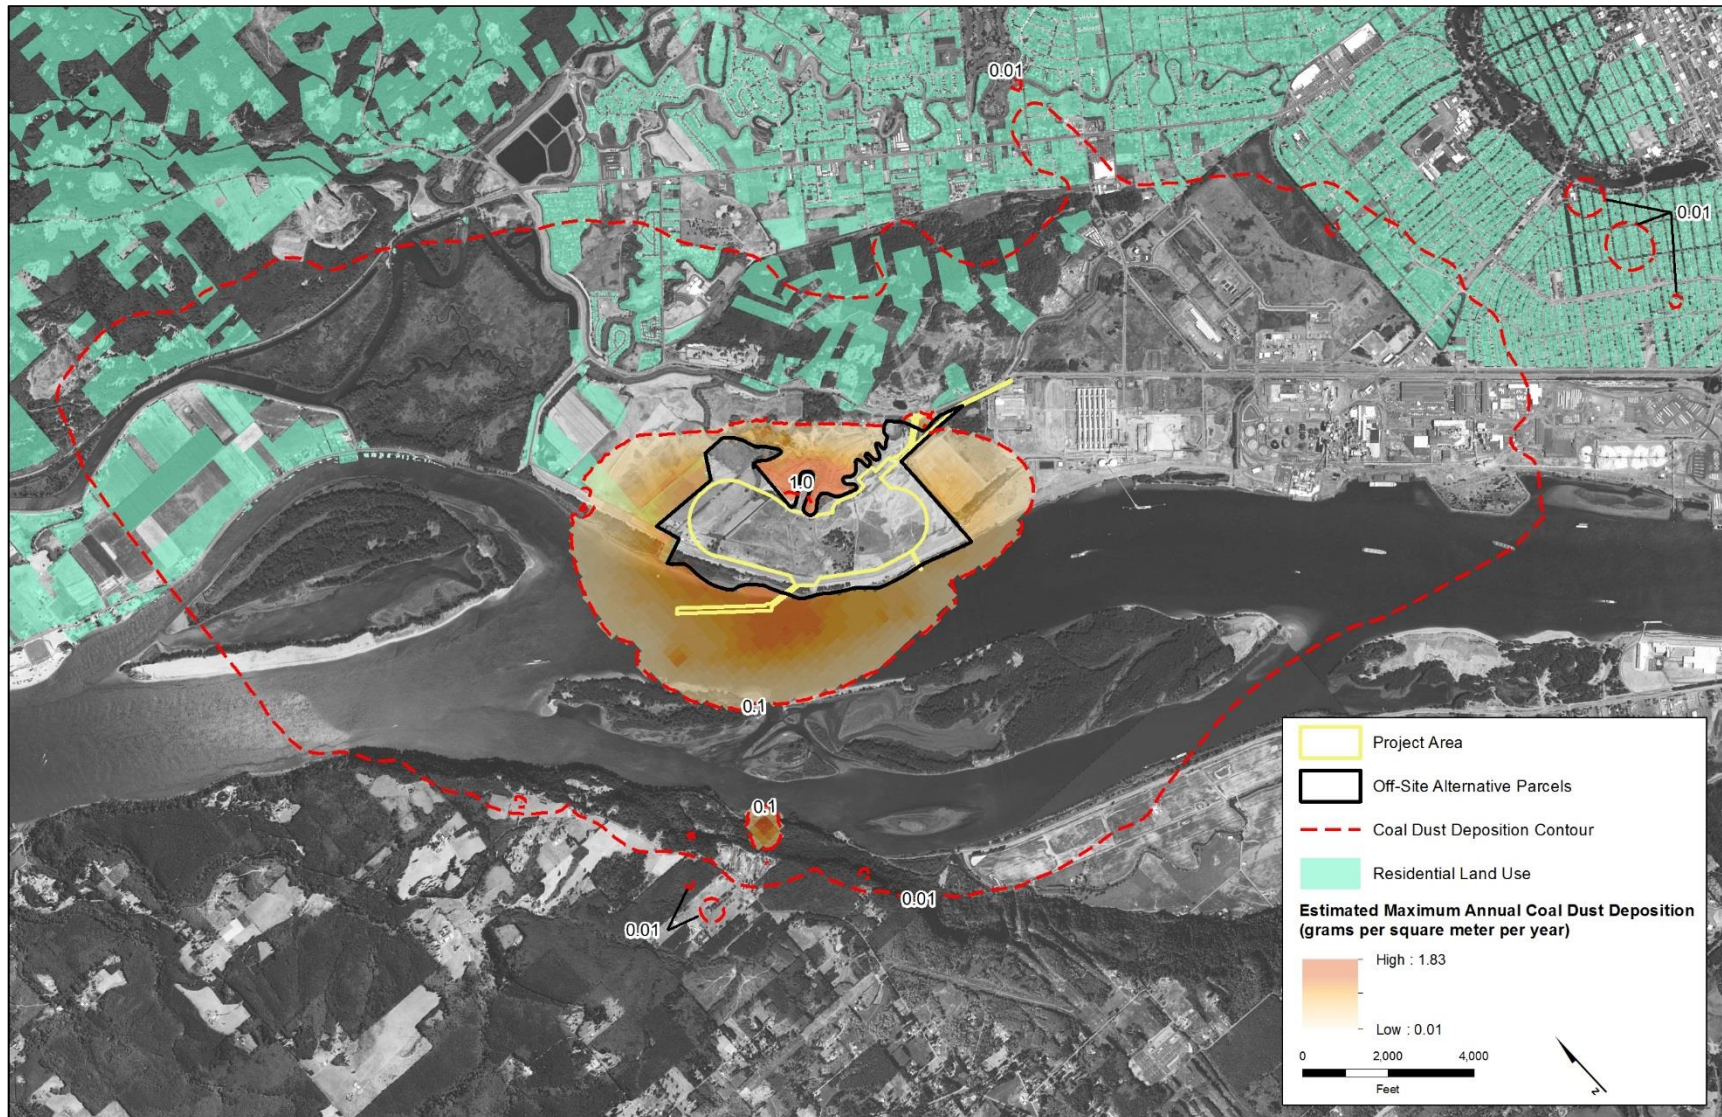 0.01
0.01
1.0
0.1
0.1
0.01
0.01
Project Area
Off-Site Alternative Parcels
Coal Dust Deposition Contour
Residential Land Use
Estimated Maximum Annual Coal Dust Deposition
(grams per square meter per year)
High : 1.83
Low : 0.01
0 2,000 4,000
Feet
N